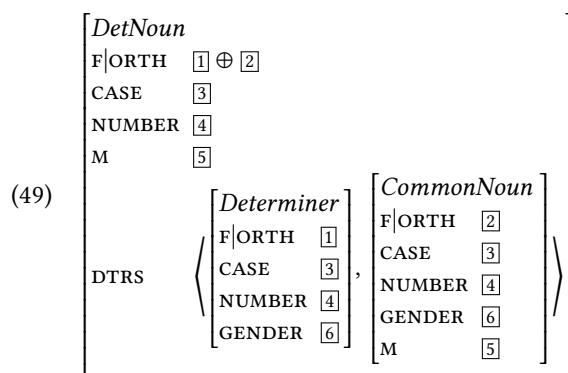 DetNoun
F|ORTH 1 ⊕ 2
CASE 3
NUMBER 4
M 5
(49)
DTRS
Determiner
F|ORTH 1
CASE 3
NUMBER 4
GENDER 6
,
CommonNoun
F|ORTH 2
CASE 3
NUMBER 4
GENDER 6
M 5